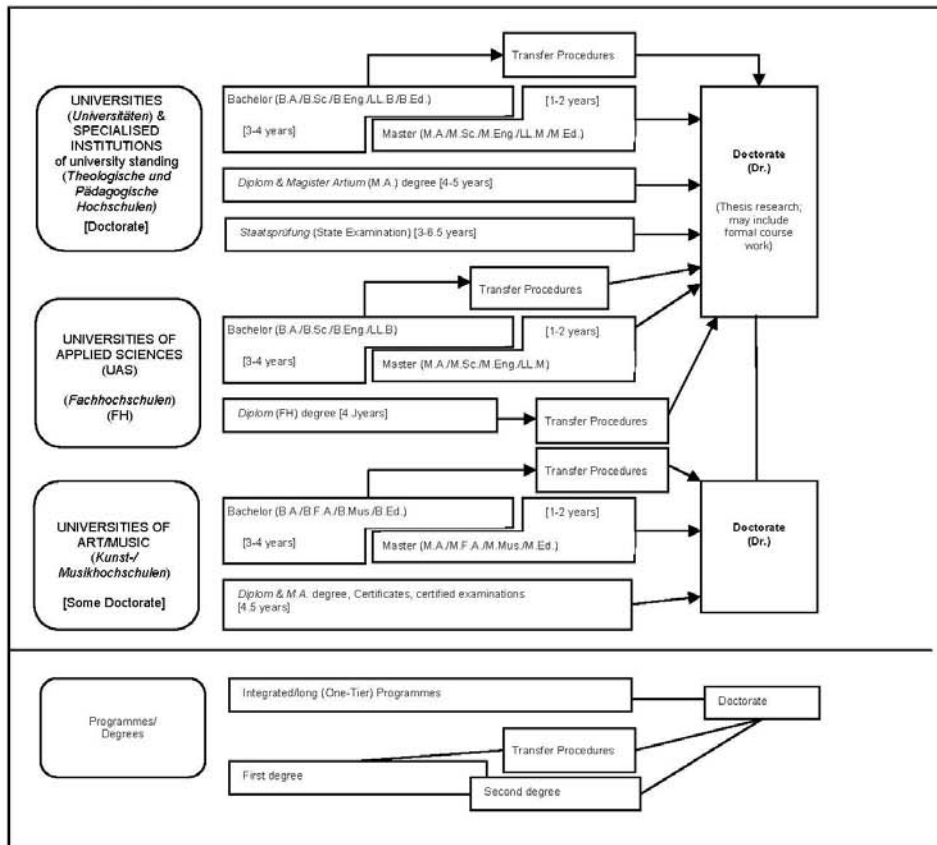 Transfer Procedures
UNIVERSITIES
(Universitäten) &
SPECIALISED
INSTITUTIONS
of university standing
(Theologische und
Pädagogische
Hochschulen)
[Doctorate]
Bachelor (B.A./B.Sc./B.Eng./LL.B./B.Ed.)
[3-4 years]
[1-2 years]
Master (M.A./M.Sc./M.Eng./LL.M./M.Ed.)
Diplom & Magister Artium (M.A.) degree [4-5 years]
Staatsprüfung (State Examination) [3-6.5 years]
Doctorate
(Dr.)
(Thesis research;
may include
formal course
work)
Transfer Procedures
UNIVERSITIES OF
APPLIED SCIENCES
(UAS)
(Fachhochschulen)
(FH)
Bachelor (B.A./B.Sc./B.Eng./LL.B)
[3-4 years]
[1-2 years]
Master (M.A./M.Sc./M.Eng./LL.M)
Diplom (FH) degree [4 Jyears]
Transfer Procedures
Transfer Procedures
UNIVERSITIES OF
ART/MUSIC
(Kunst-/
Musikhochschulen)
[Some Doctorate]
Bachelor (B.A./B.F.A./B.Mus./B.Ed.)
[3-4 years]
[1-2 years]
Master (M.A./M.F.A./M.Mus./M.Ed.)
Diplom & M.A. degree, Certificates, certified examinations
[4.5 years]
Doctorate
(Dr.)
Programmes/
Degrees
Integrated/long (One-Tier) Programmes
Doctorate
Transfer Procedures
First degree
Second degree